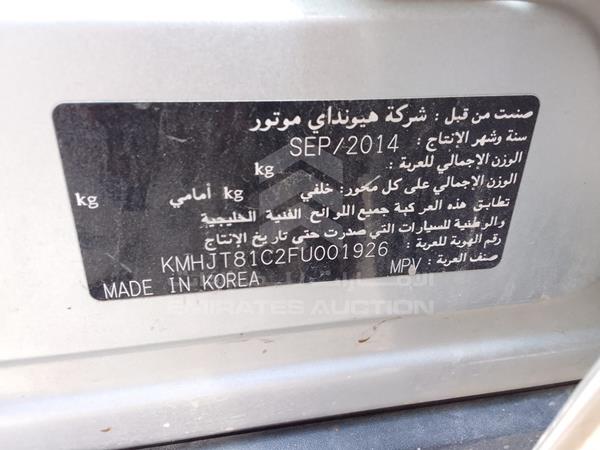 صنعت من قبل : شركة هيونداي موتور
سنة وشهر الإنتاج : SEP/2014
الوزن الإجمالي للعربة : kg
الوزن الإجمالي على كل محور: خلفي kg أمامي kg
تطابق هذه المركبة جميع اللوائح الفنية الخليجية
والوطنية للسيارات التي صدرت حتى تاريخ الإنتاج
رقم الهوية للعربة : KMHJT81C2FU001926
صنف العربة : MPV
MADE IN KOREA
EMIRATES AUCTION